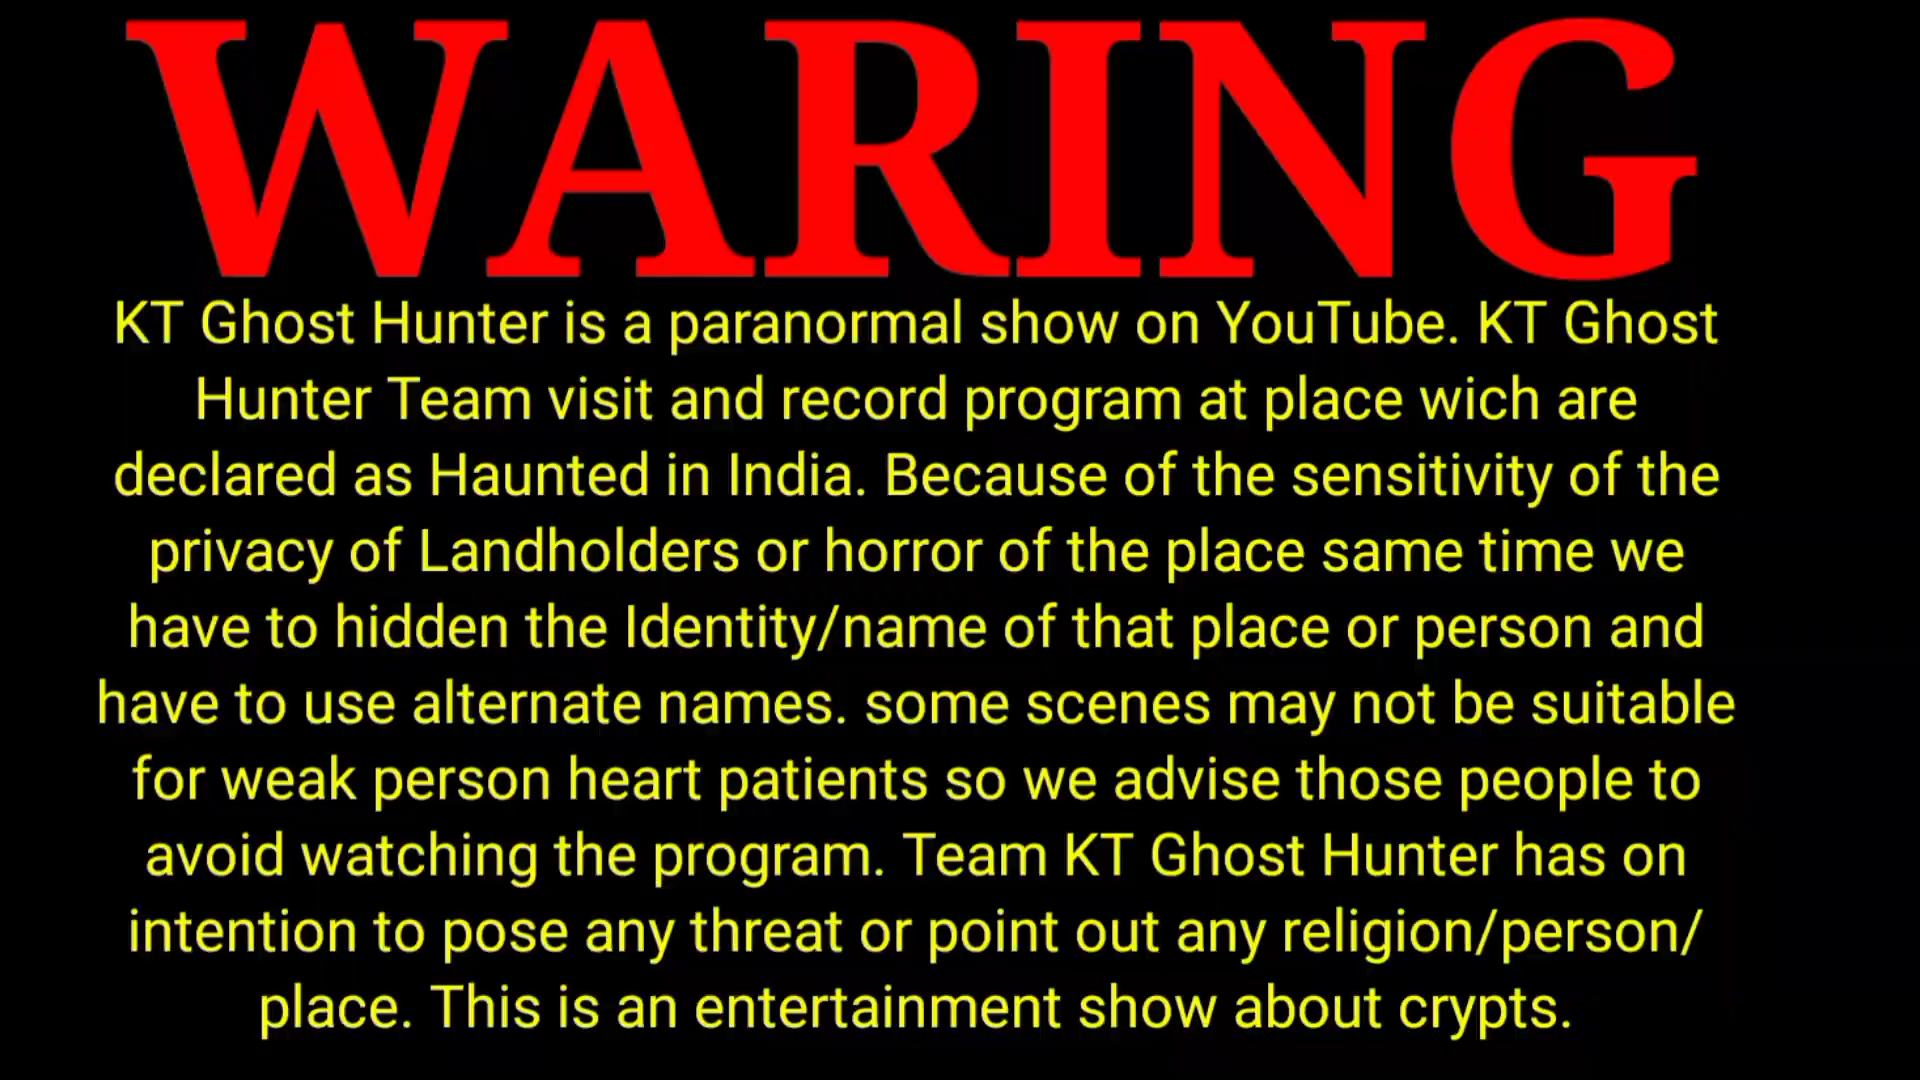 WARING
KT Ghost Hunter is a paranormal show on YouTube. KT Ghost
Hunter Team visit and record program at place wich are
declared as Haunted in India. Because of the sensitivity of the
privacy of Landholders or horror of the place same time we
have to hidden the Identity/name of that place or person and
have to use alternate names. some scenes may not be suitable
for weak person heart patients so we advise those people to
avoid watching the program. Team KT Ghost Hunter has on
intention to pose any threat or point out any religion/person/
place. This is an entertainment show about crypts.